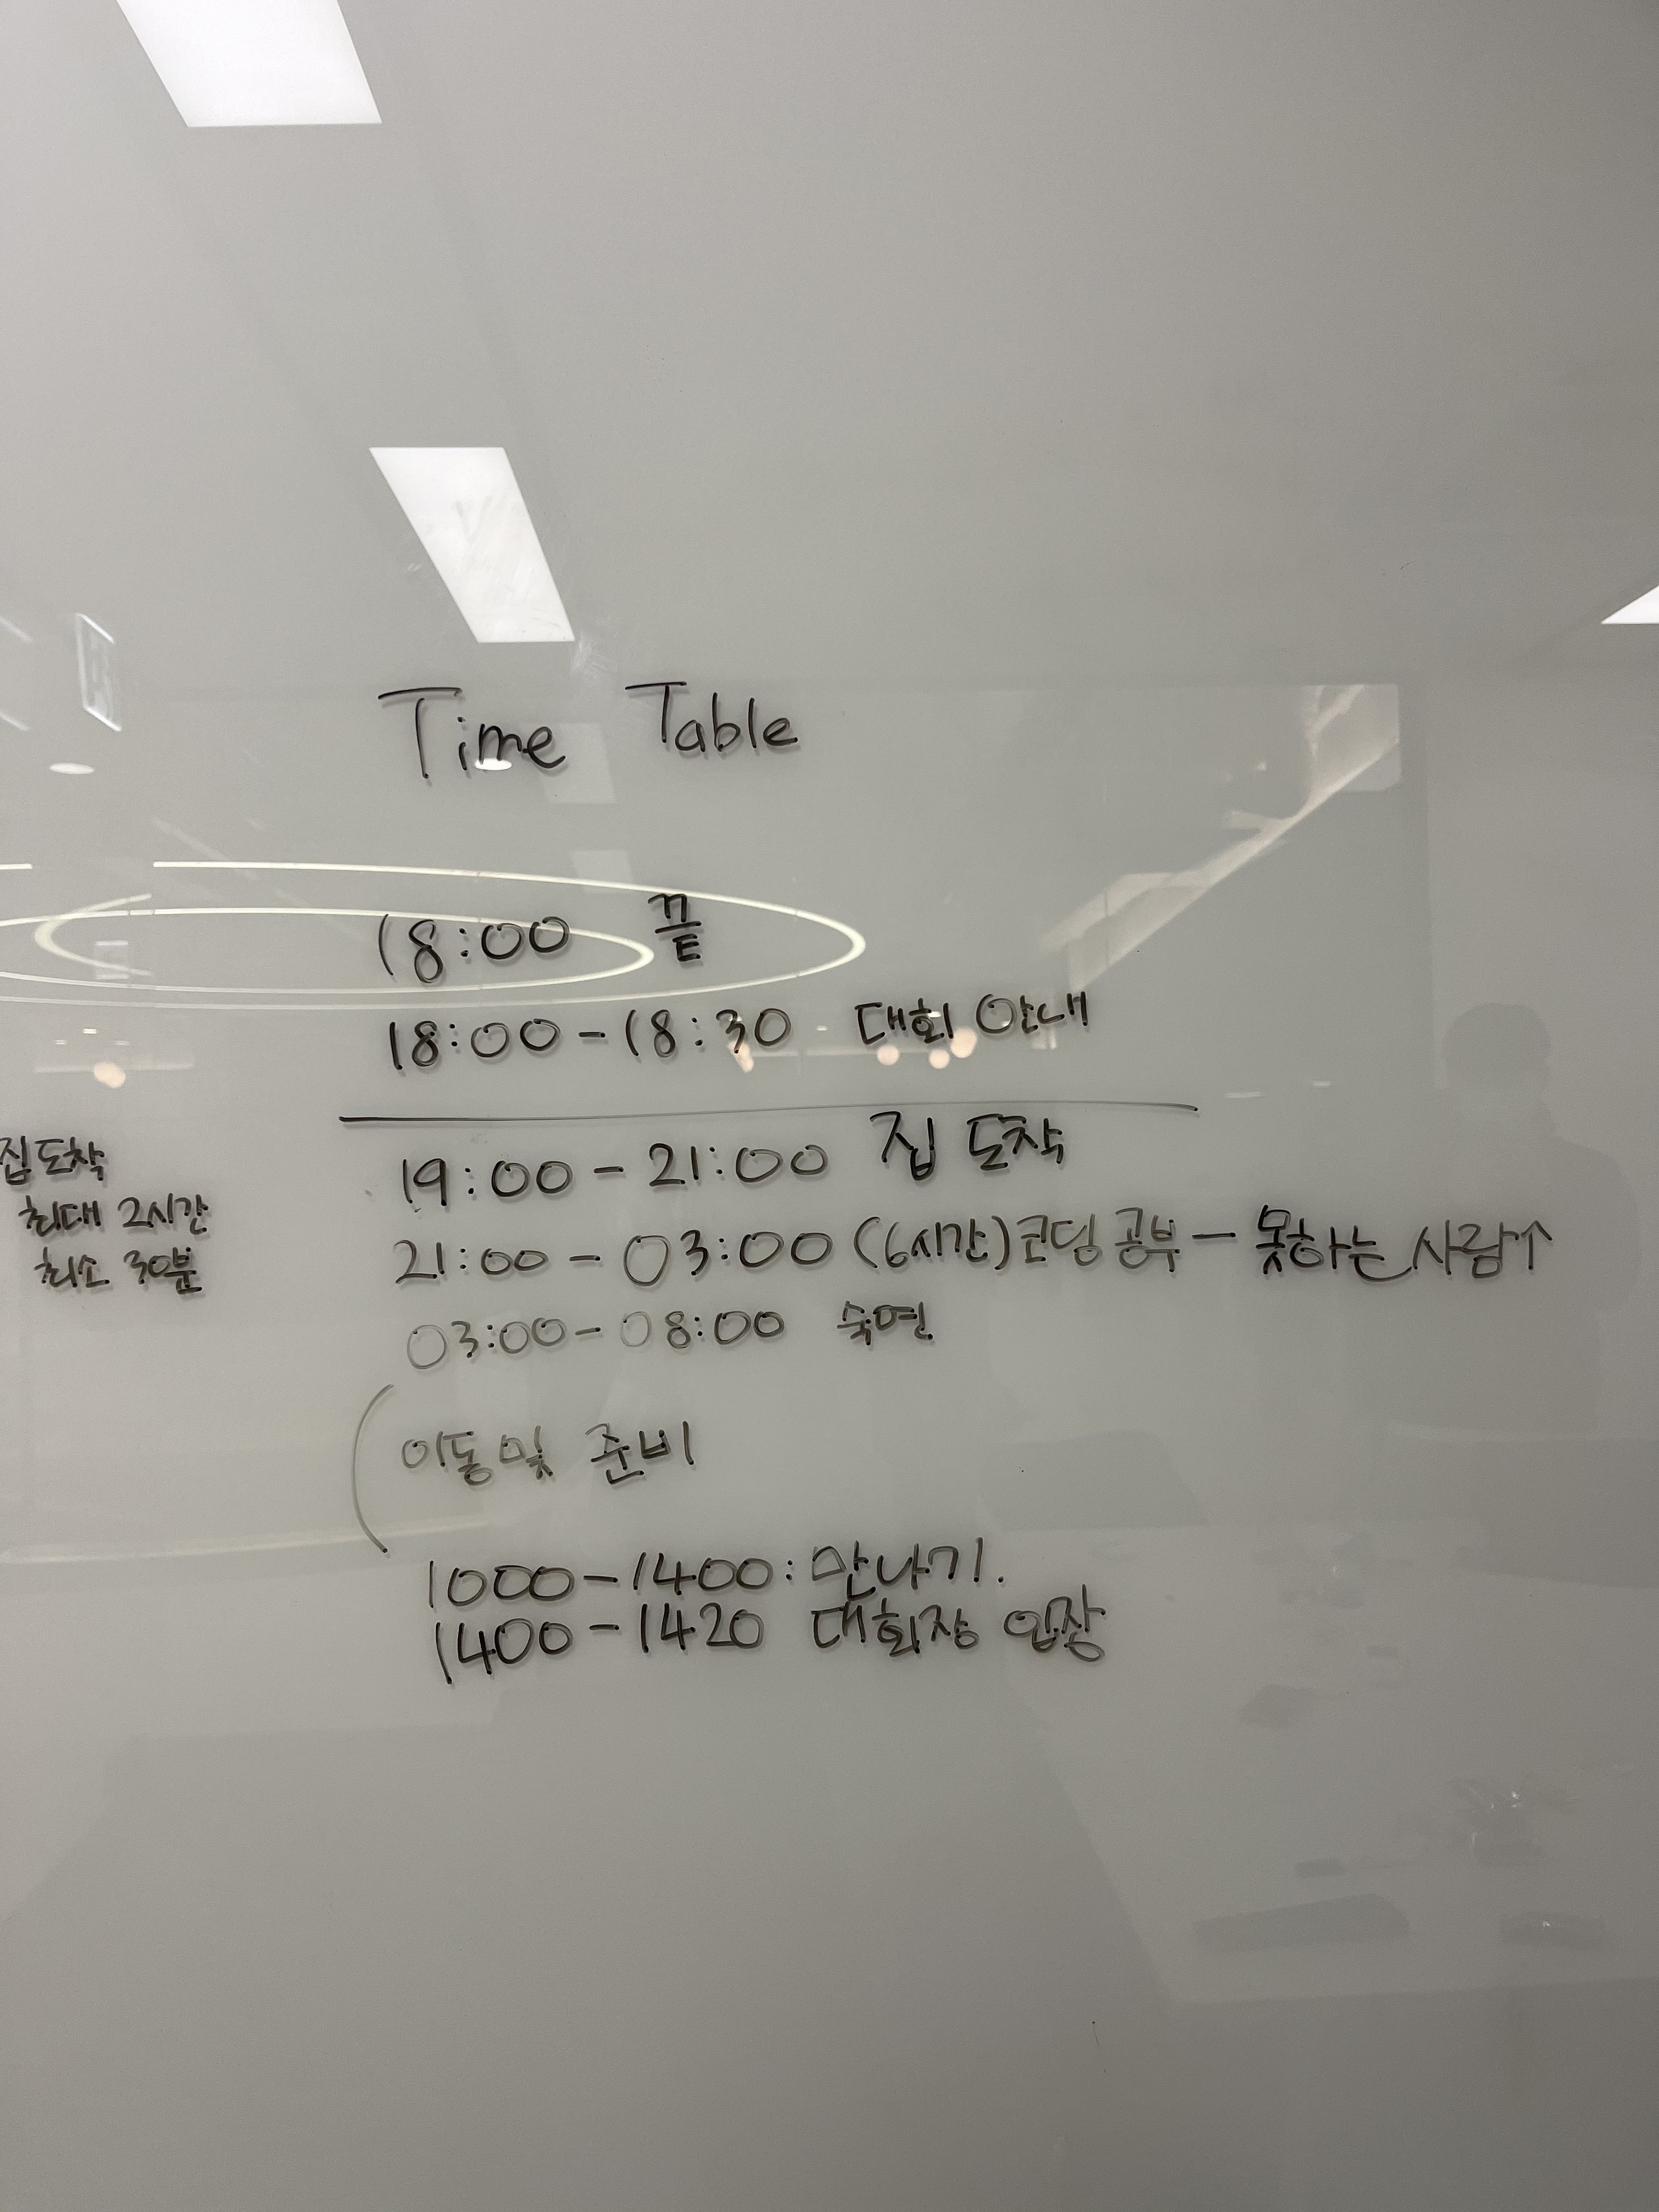 Time Table
18:00 끝
18:00-18:30 대회 안내
19:00-21:00 집 도착
21:00-03:00 (6시간) 코딩 공부 - 못하는 사람↑
03:00-08:00 숙면
이동 및 준비
1000-1400: 만나기.
1400-1420 대회장 입장
집도착
최대 2시간
최소 30분